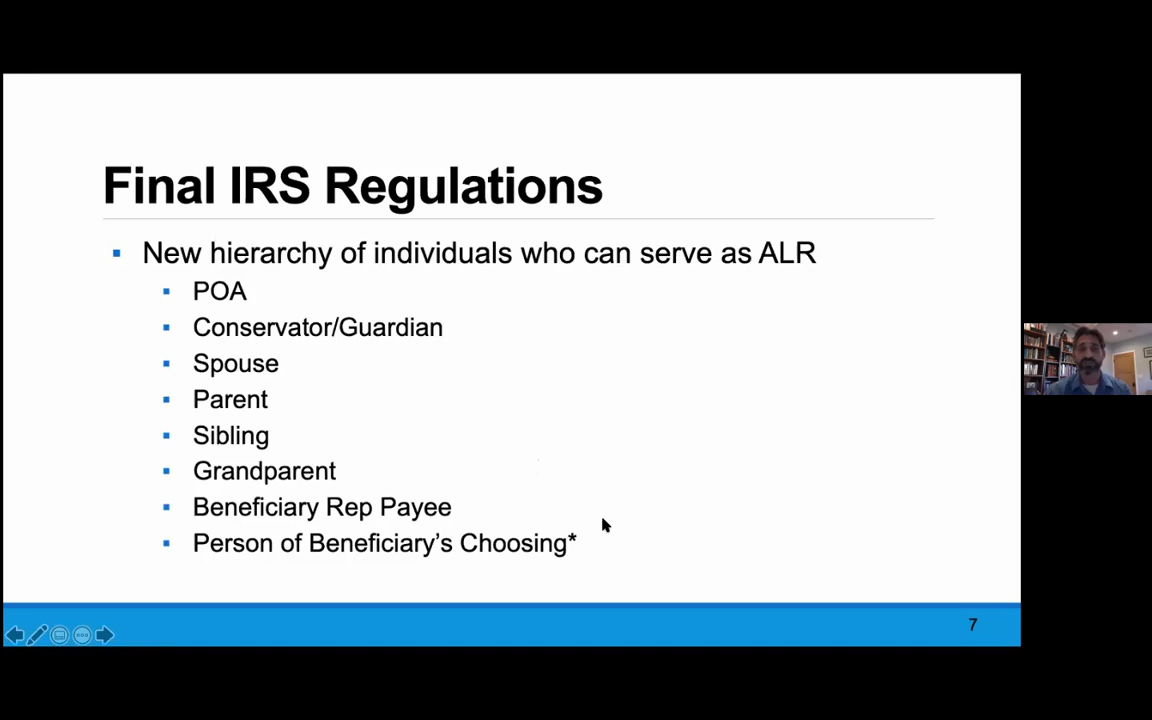 Final IRS Regulations
New hierarchy of individuals who can serve as ALR
POA
Conservator/Guardian
Spouse
Parent
Sibling
Grandparent
Beneficiary Rep Payee
Person of Beneficiary's Choosing*
7